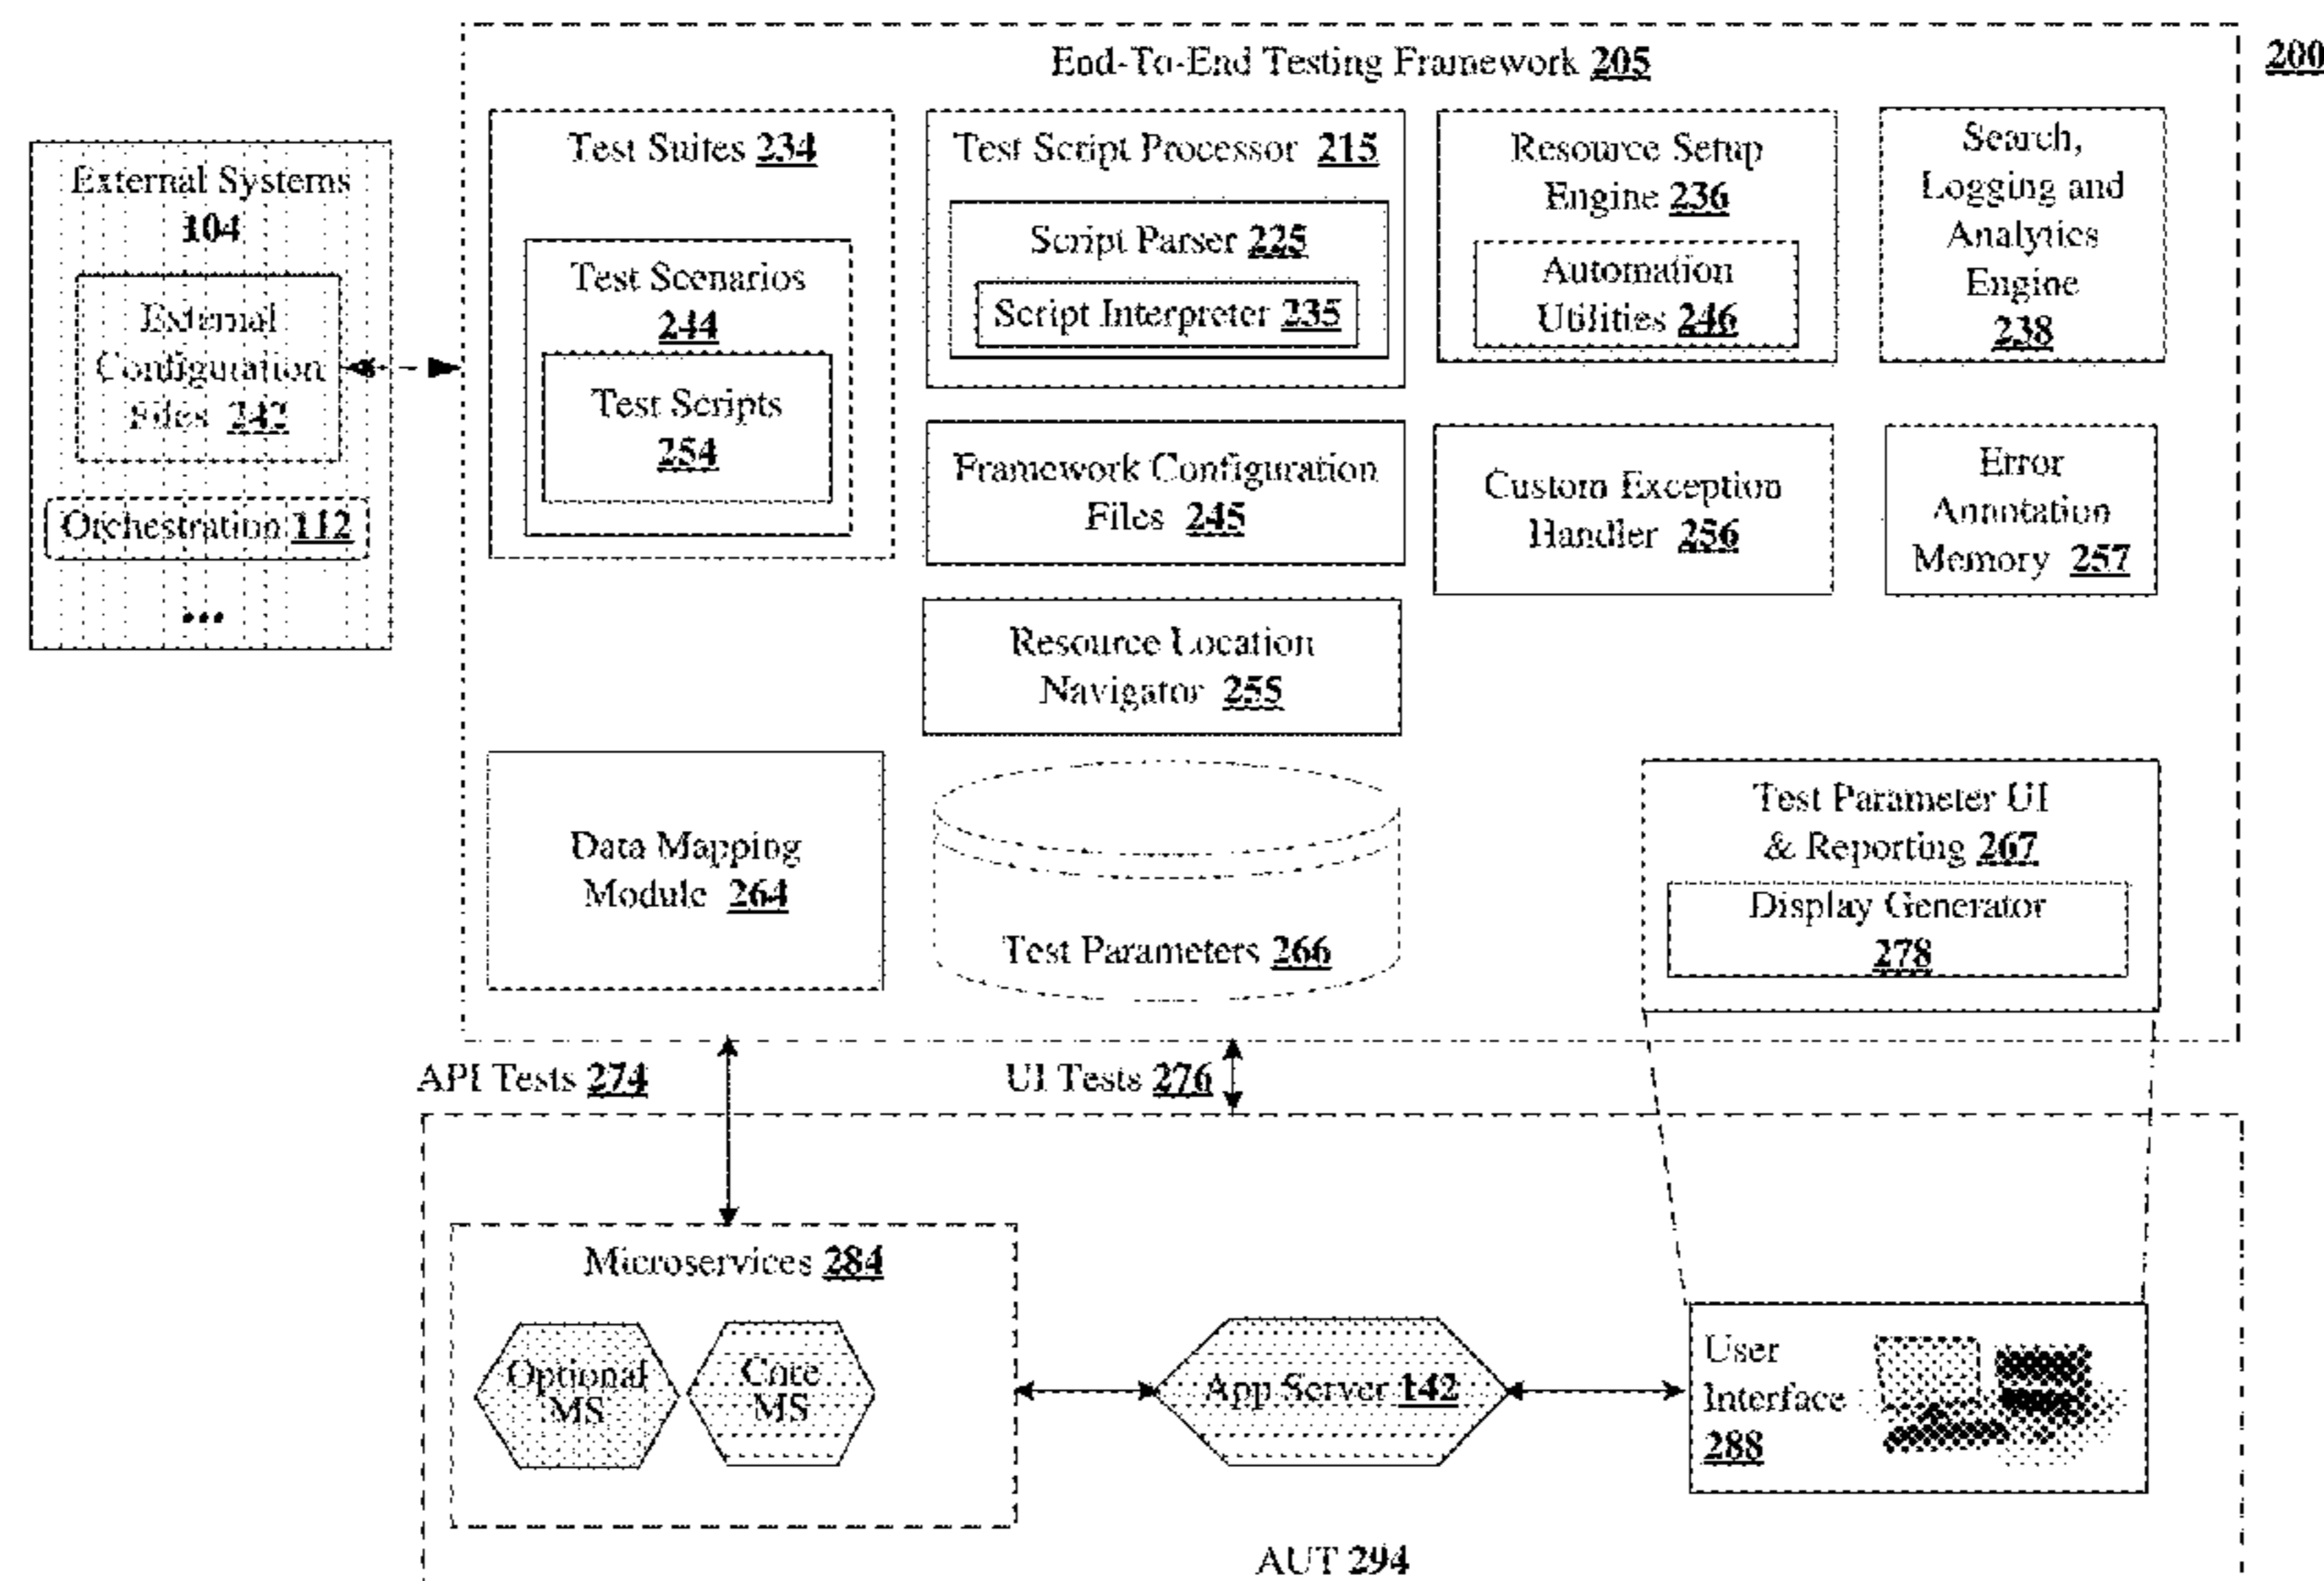 End-To-End Testing Framework 205
200
External Systems
104
External
Configuration
Files 242
Orchestration 112
...
Test Suites 234
Test Scenarios
244
Test Scripts
254
Test Script Processor 215
Script Parser 225
Script Interpreter 235
Resource Setup
Engine 236
Automation
Utilities 246
Search,
Logging and
Analytics
Engine
238
Framework Configuration
Files 245
Custom Exception
Handler 256
Error
Annotation
Memory 257
Resource Location
Navigator 255
Data Mapping
Module 264
Test Parameters 266
Test Parameter UI
& Reporting 267
Display Generator
278
API Tests 274
UI Tests 276
Microservices 284
Optional
MS
Core
MS
App Server 142
User
Interface
288
AUT 294